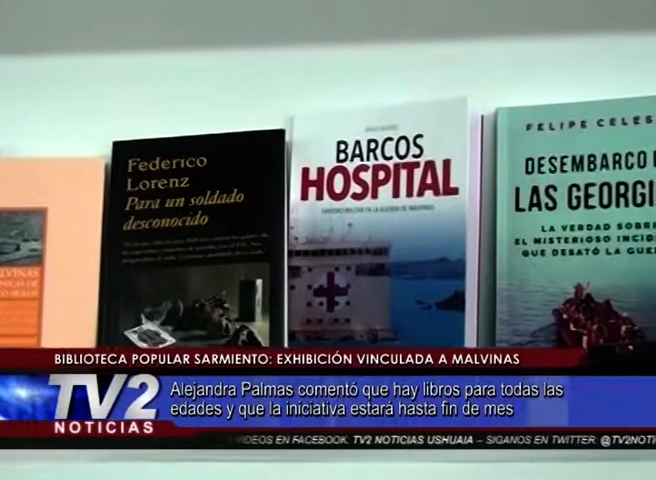 MALVINAS
Federico
Lorenz
Para un soldado
desconocido
BARCOS
HOSPITAL
FELIPE CELES
DESEMBARCO
LAS GEORGI
LA VERDAD SOBRE
EL MISTERIOSO INCID
QUE DESATÓ LA GUE
BIBLIOTECA POPULAR SARMIENTO: EXHIBICIÓN VINCULADA A MALVINAS
TV2
NOTICIAS
Alejandra Palmas comentó que hay libros para todas las
edades y que la iniciativa estará hasta fin de mes
VIDEOS EN FACEBOOK: TV2 NOTICIAS USHUAIA – SIGANOS EN TWITTER: @TV2NOTI